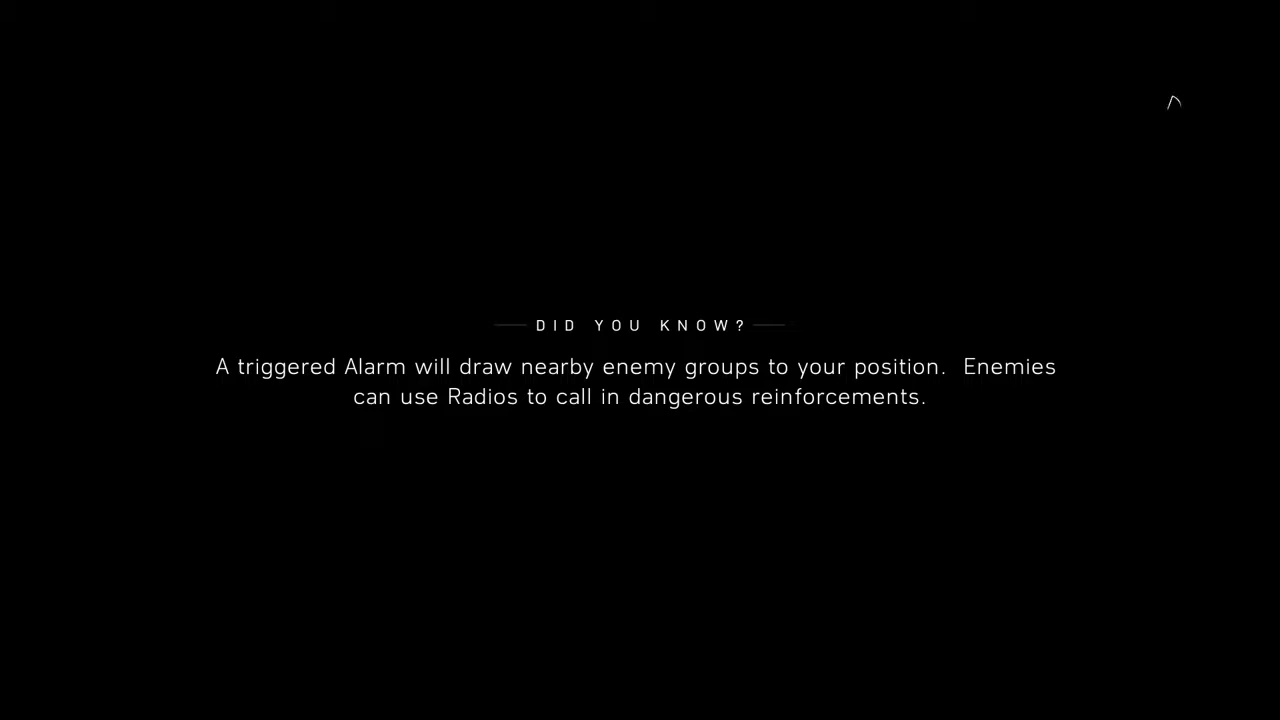 DID YOU KNOW?
A triggered Alarm will draw nearby enemy groups to your position.  Enemies
can use Radios to call in dangerous reinforcements.